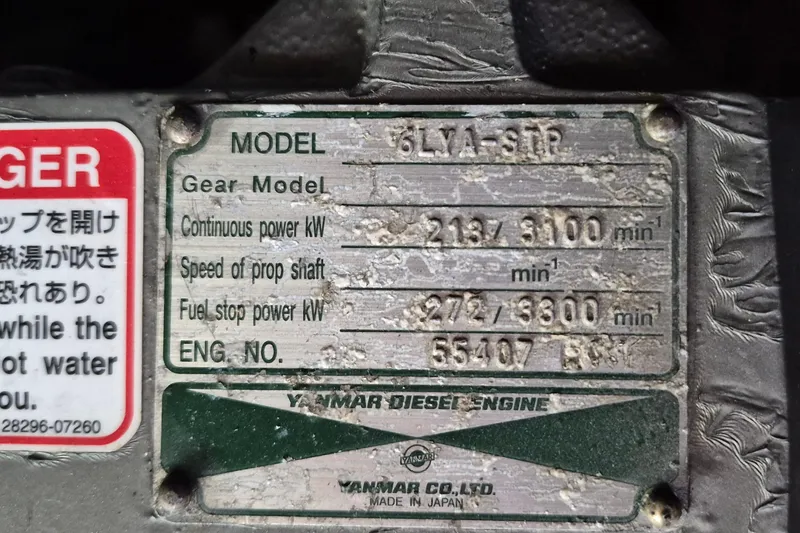 GER
ップを開け
熱湯が吹き
恐れあり。
while the
ot water
ou.
128296-07260
MODEL 6LYA-STP
Gear Model
Continuous power kW 213/3100 min⁻¹
Speed of prop shaft min⁻¹
Fuel stop power kW 272/3300 min⁻¹
ENG. NO. 55407
YANMAR DIESEL ENGINE
YANMAR
YANMAR CO.,LTD.
MADE IN JAPAN